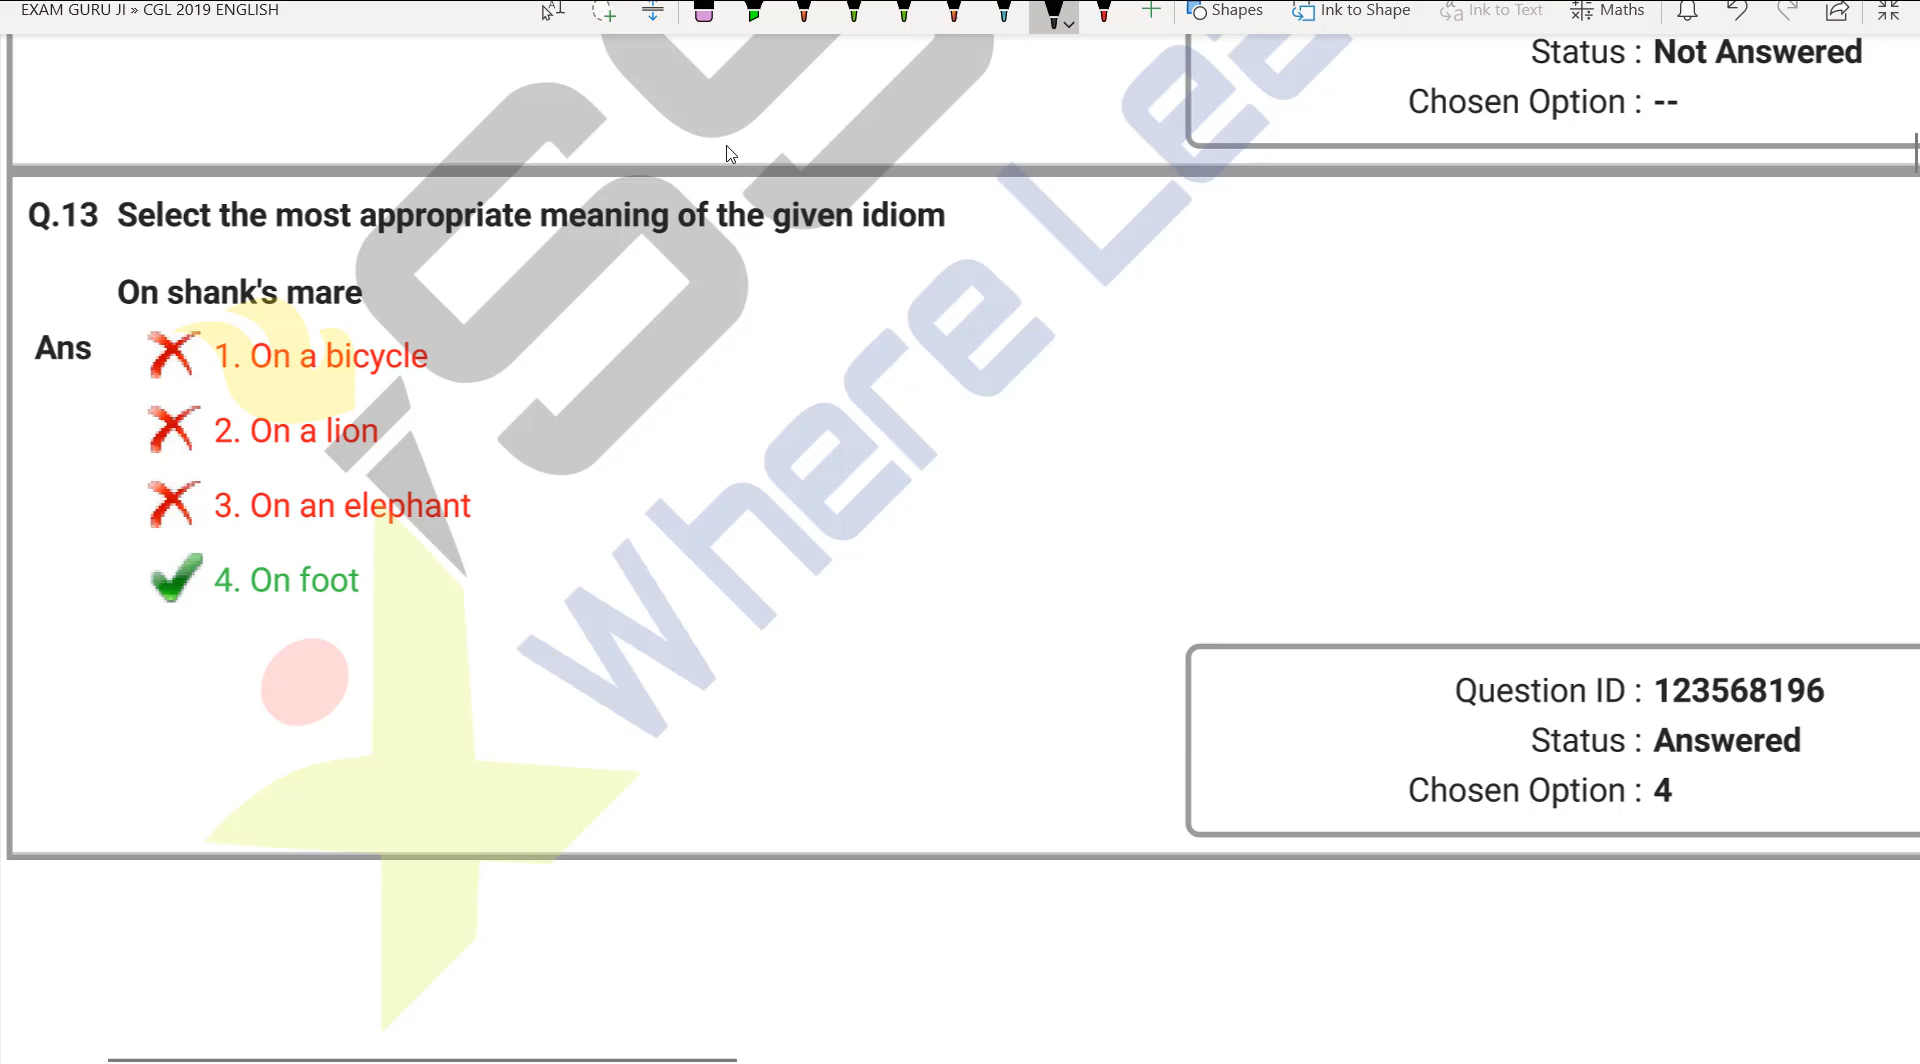 EXAM GURU JI » CGL 2019 ENGLISH
Shapes
Ink to Shape
Ink to Text
Maths
Status : Not Answered
Chosen Option : --
Q.13 Select the most appropriate meaning of the given idiom
On shank's mare
Ans
1. On a bicycle
2. On a lion
3. On an elephant
4. On foot
Where
Question ID : 123568196
Status : Answered
Chosen Option : 4